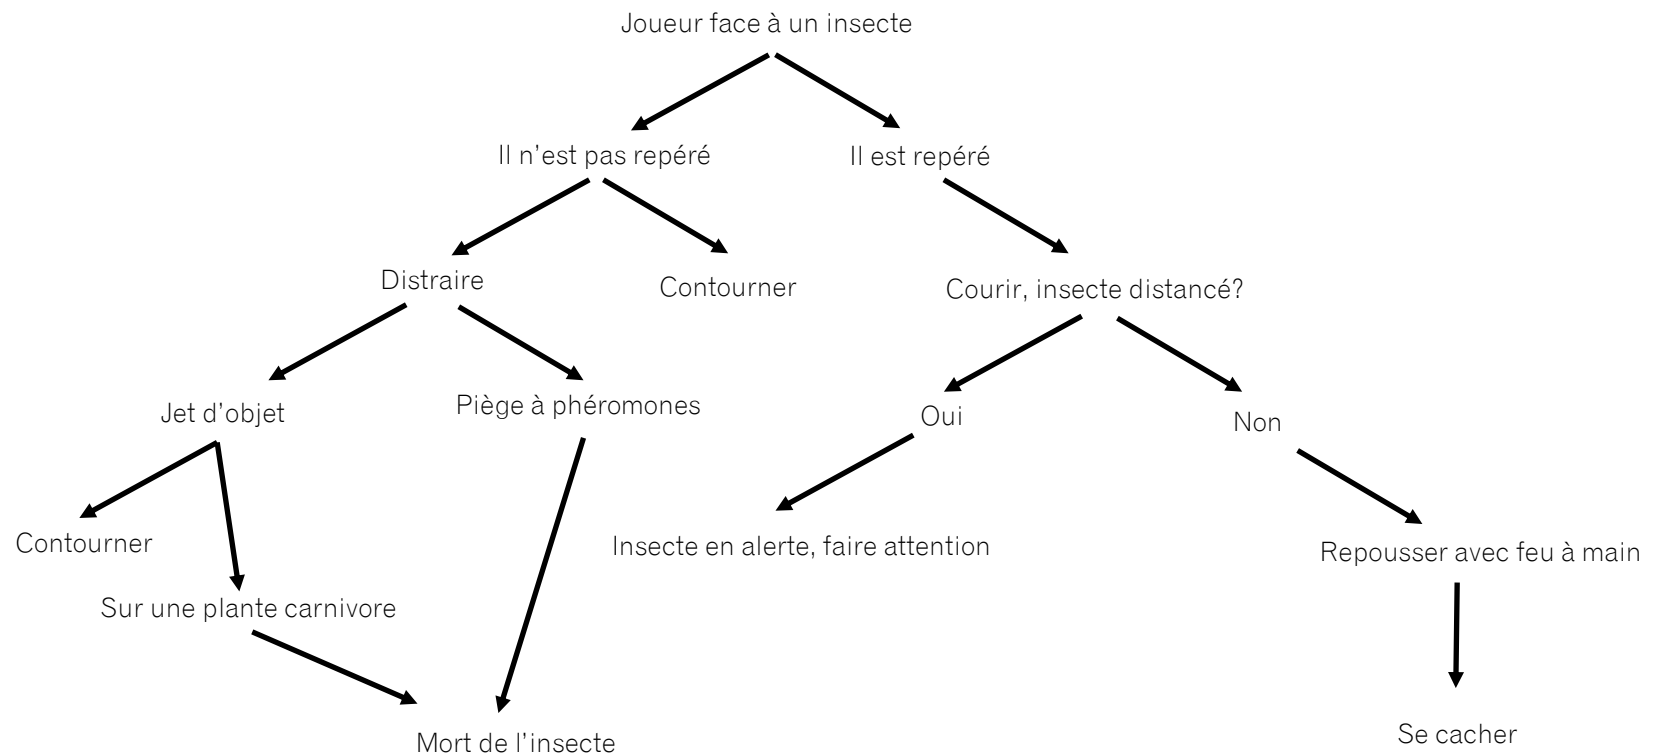 Joueur face à un insecte
Il n'est pas repéré
Il est repéré
Distraire
Contourner
Courir, insecte distancé?
Jet d'objet
Piège à phéromones
Oui
Non
Contourner
Insecte en alerte, faire attention
Repousser avec feu à main
Sur une plante carnivore
Mort de l'insecte
Se cacher